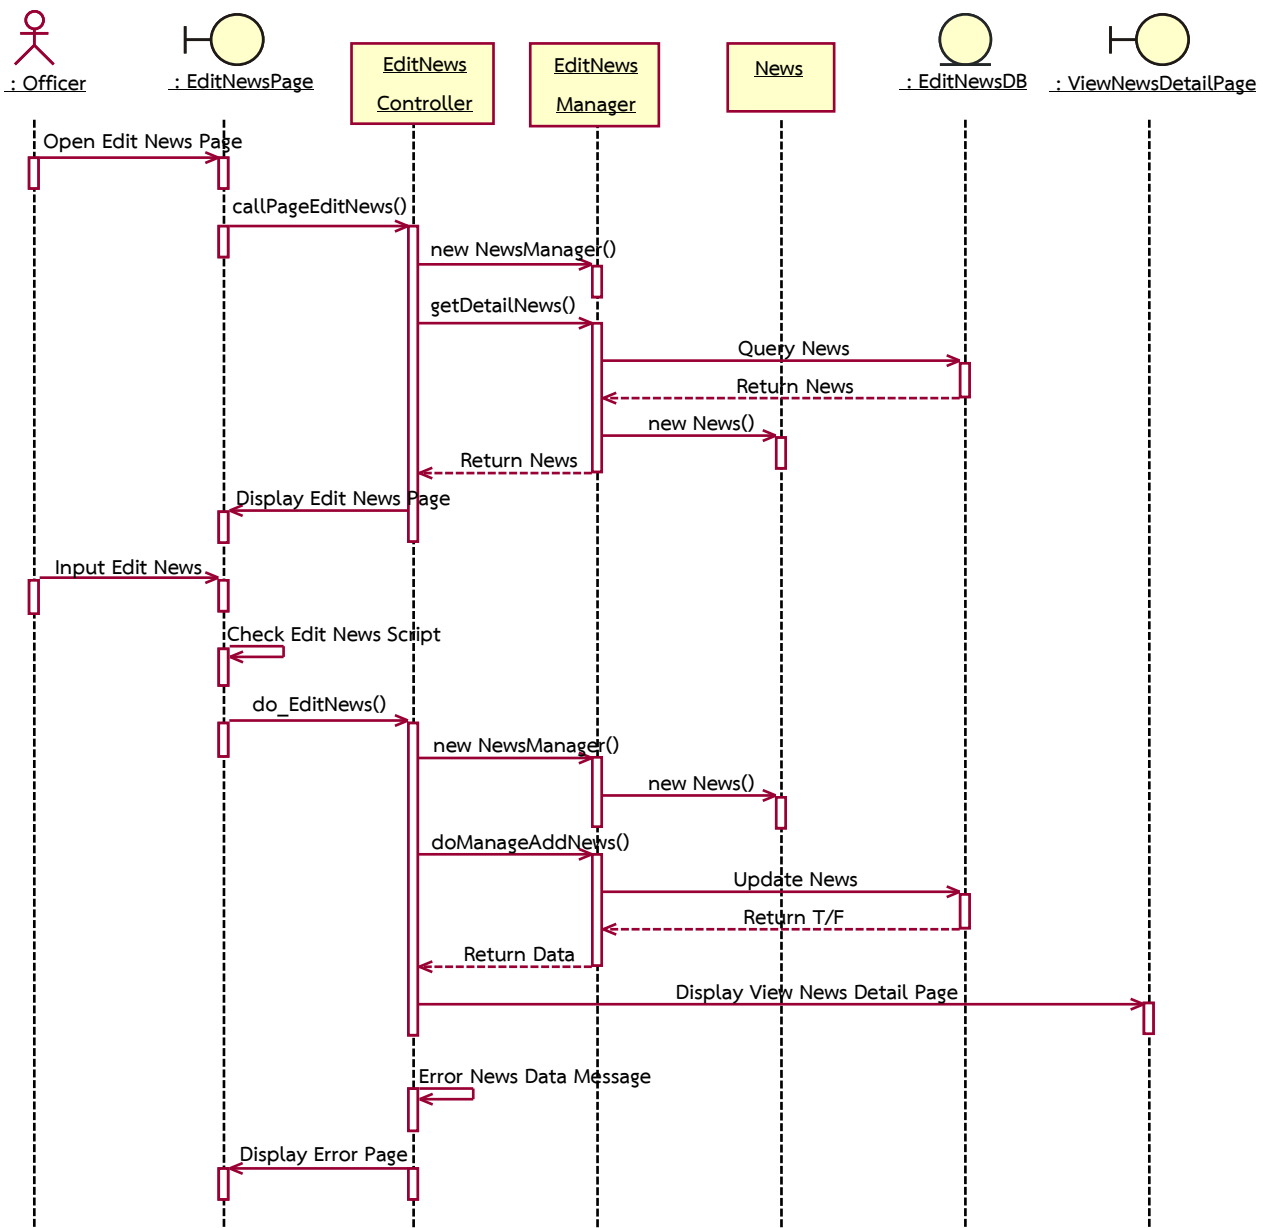 : Officer
: EditNewsPage
EditNews
Controller
EditNews
Manager
News
: EditNewsDB
: ViewNewsDetailPage
Open Edit News Page
callPageEditNews()
new NewsManager()
getDetailNews()
Query News
Return News
new News()
Return News
Display Edit News Page
Input Edit News
Check Edit News Script
do_EditNews()
new NewsManager()
new News()
doManageAddNews()
Update News
Return T/F
Return Data
Display View News Detail Page
Error News Data Message
Display Error Page